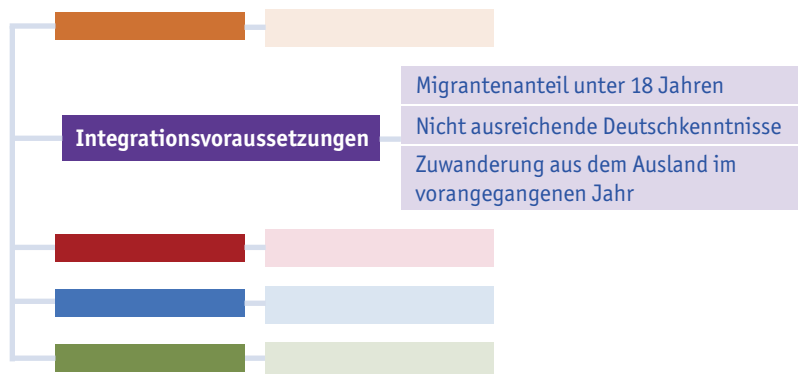 Migrantenanteil unter 18 Jahren
Integrationsvoraussetzungen
Nicht ausreichende Deutschkenntnisse
Zuwanderung aus dem Ausland im
vorangegangenen Jahr